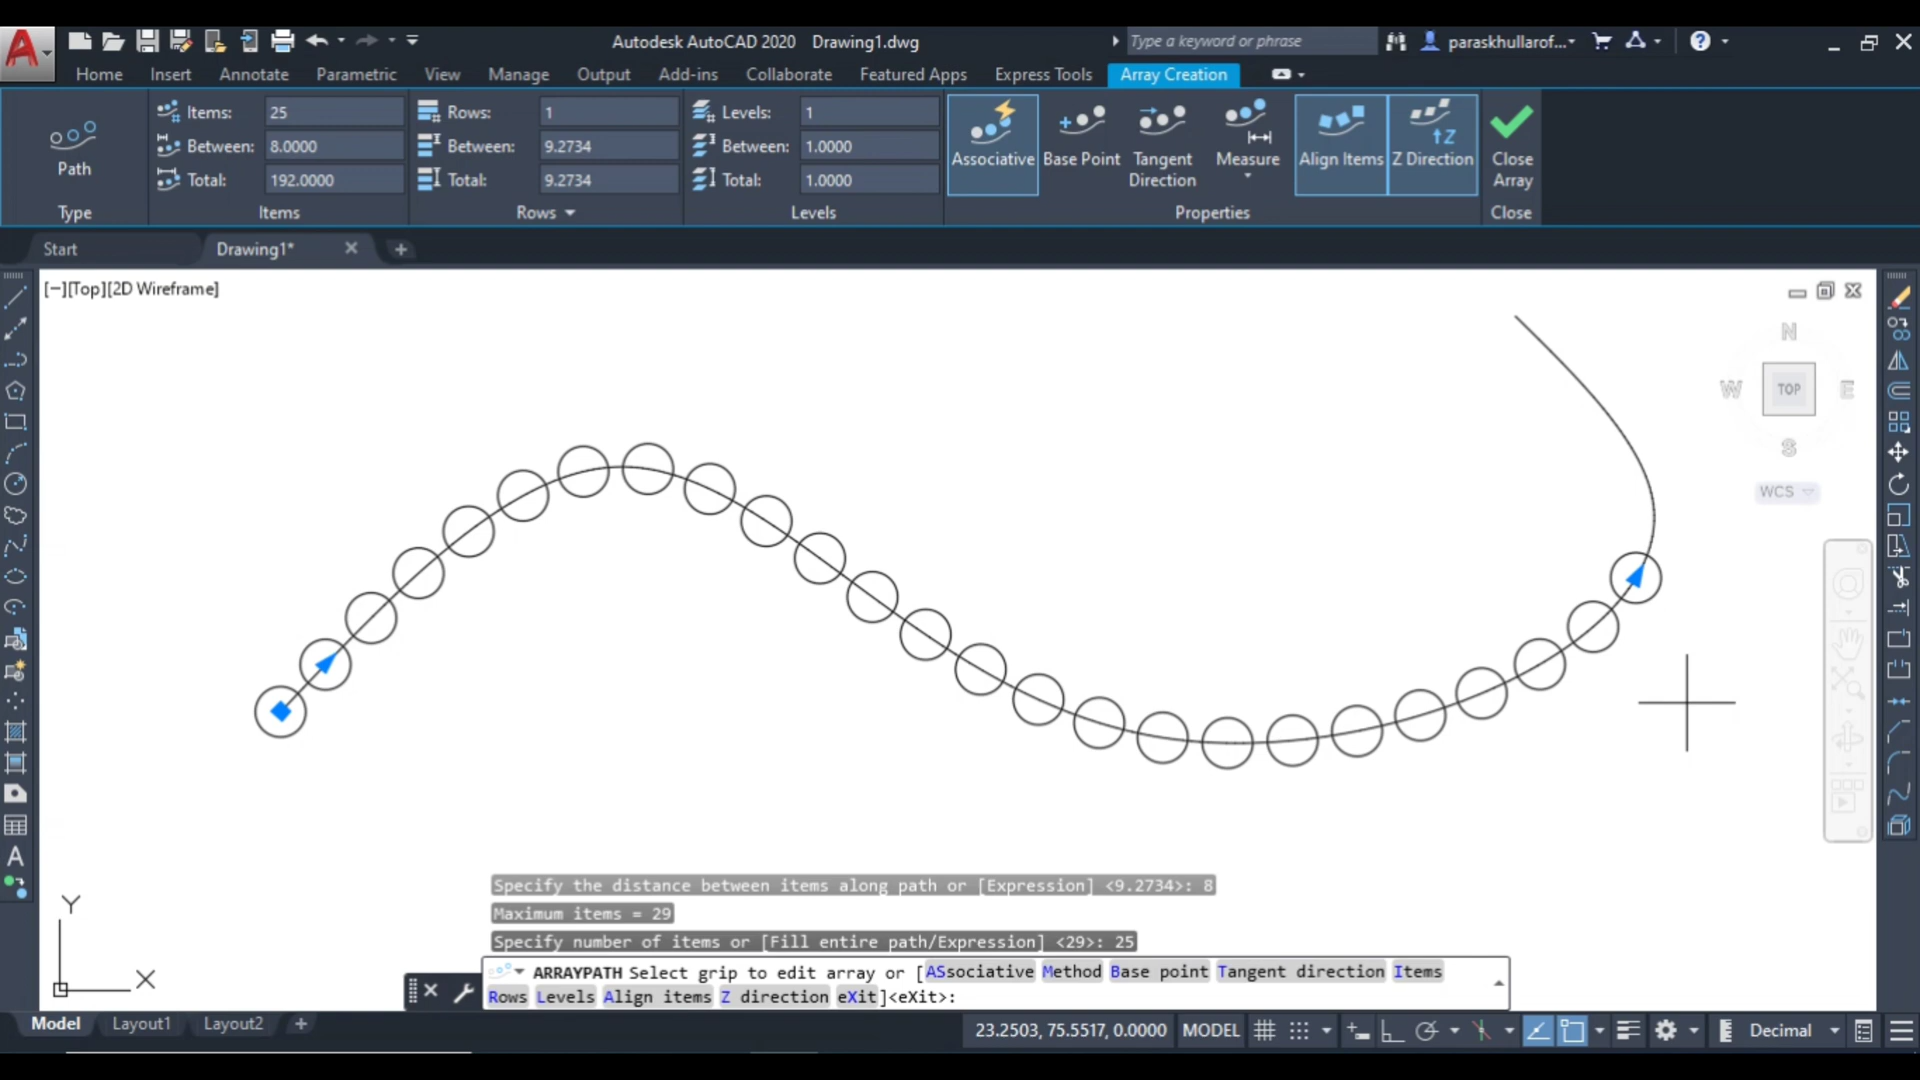 Autodesk AutoCAD 2020 Drawing1.dwg
Type a keyword or phrase
paraskhullarof...
Home Insert Annotate Parametric View Manage Output Add-ins Collaborate Featured Apps Express Tools Array Creation
Items: 25
Rows: 1
Levels: 1
Between: 8.0000
Between: 9.2734
Between: 1.0000
Total: 192.0000
Total: 9.2734
Total: 1.0000
Path
Associative
Base Point
Tangent
Direction
Measure
Align Items
Z Direction
Close
Array
Type
Items
Rows
Levels
Properties
Close
Start
Drawing1*
[−][Top][2D Wireframe]
N
W TOP E
S
WCS
Y
X
Specify the distance between items along path or [Expression] <9.2734>: 8
Maximum items = 29
Specify number of items or [Fill entire path/Expression] <29>: 25
ARRAYPATH Select grip to edit array or [ASsociative Method Base point Tangent direction Items
Rows Levels Align items Z direction eXit]<eXit>:
Model Layout1 Layout2
23.2503, 75.5517, 0.0000 MODEL
Decimal